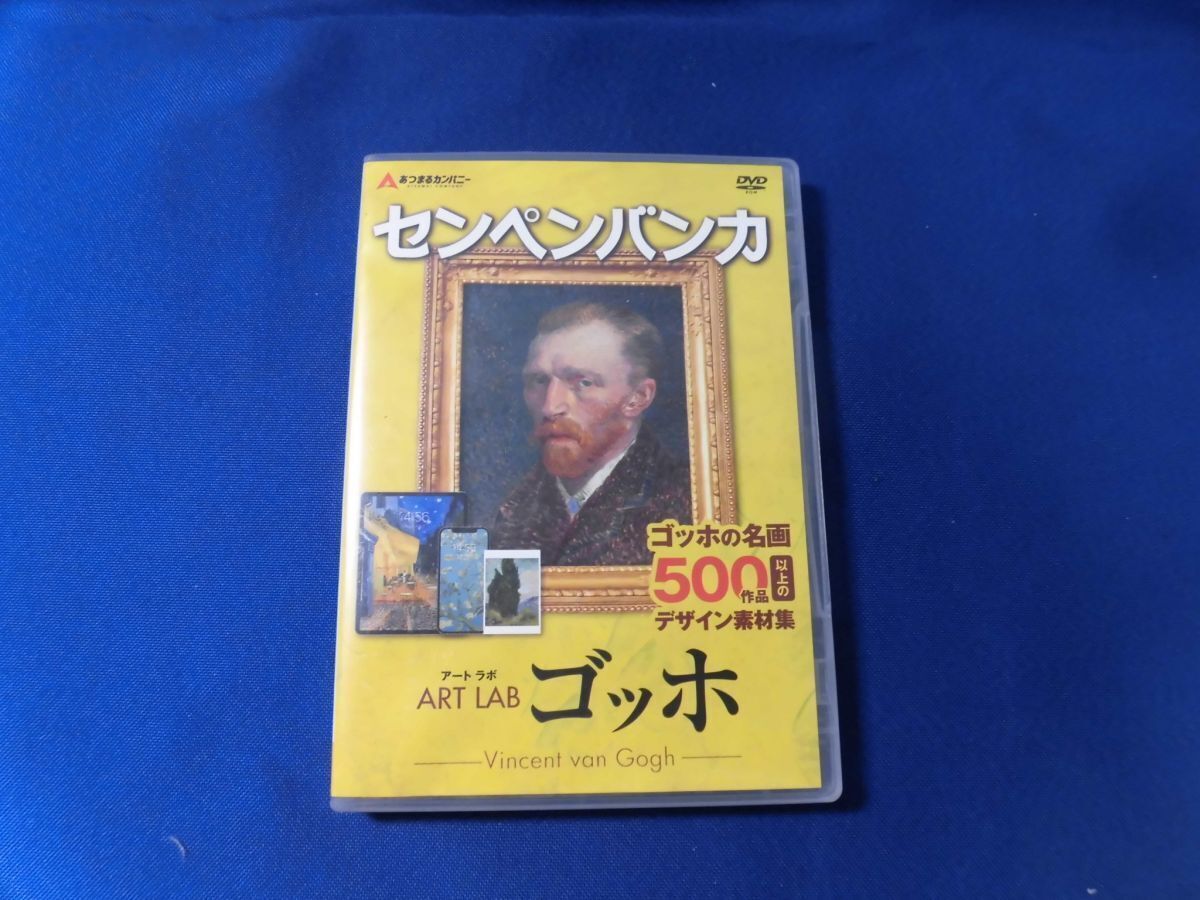 あつまるカンパニー
DVD
センペンバンカ
14:56
14:56
ゴッホの名画
500作品以上の
デザイン素材集
アート ラボ
ART LAB ゴッホ
Vincent van Gogh